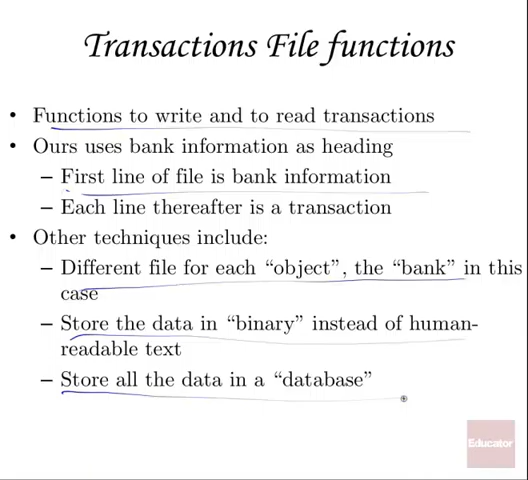 Transactions File functions
• Functions to write and to read transactions
• Ours uses bank information as heading
– First line of file is bank information
– Each line thereafter is a transaction
• Other techniques include:
– Different file for each “object”, the “bank” in this
case
– Store the data in “binary” instead of human-
readable text
– Store all the data in a “database”
Educator